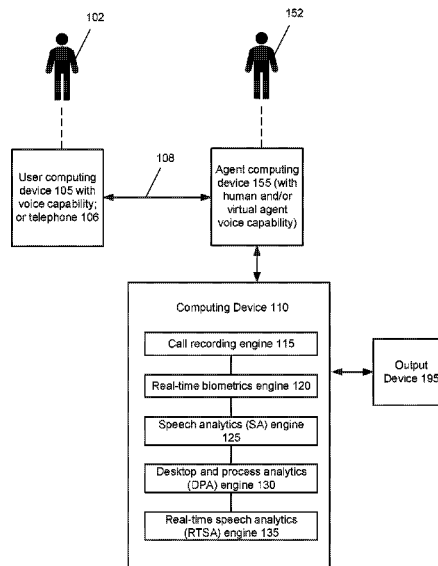 102
152
108
User computing
device 105 with
voice capability;
or telephone 106
Agent computing
device 155 (with
human and/or
virtual agent
voice capability)
Computing Device 110
Call recording engine 115
Real-time biometrics engine 120
Speech analytics (SA) engine
125
Desktop and process analytics
(DPA) engine 130
Real-time speech analytics
(RTSA) engine 135
Output
Device 195